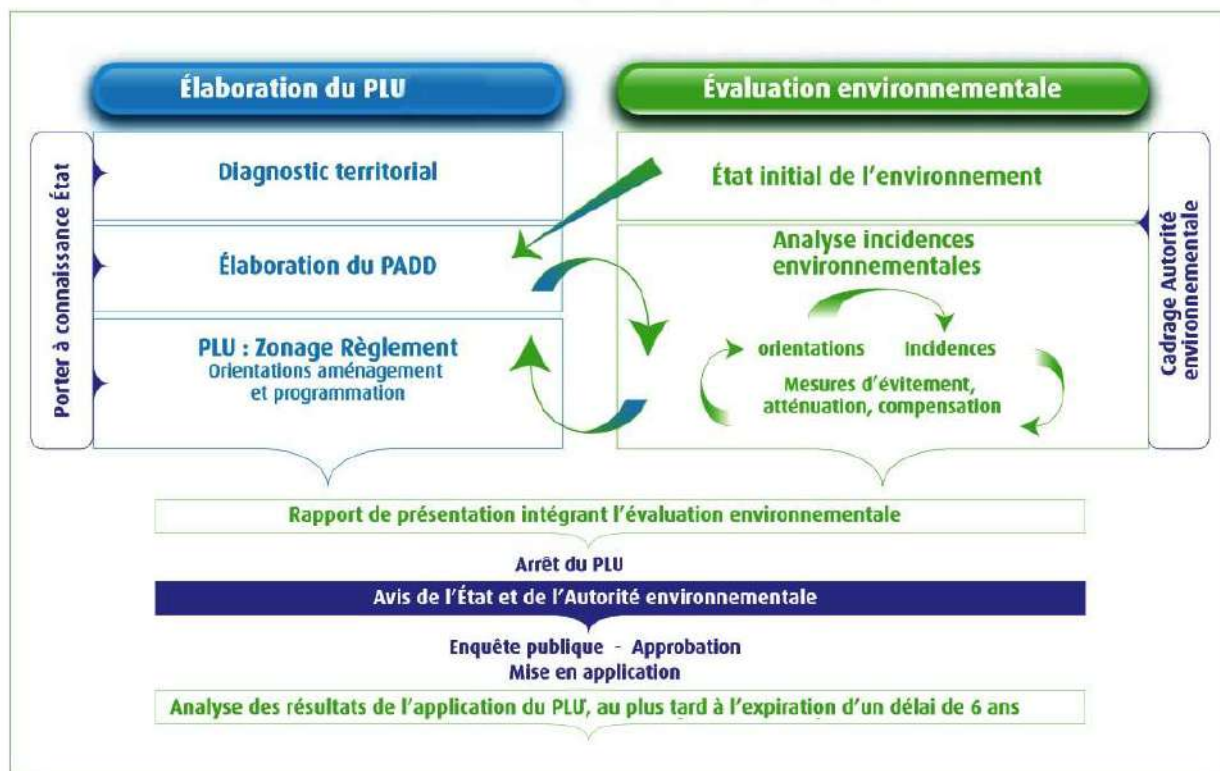 Élaboration du PLU
Évaluation environnementale
Porter à connaissance État
Diagnostic territorial
État initial de l'environnement
Élaboration du PADD
Analyse incidences
environnementales
PLU : Zonage Règlement
Orientations aménagement
et programmation
orientations
incidences
Mesures d'évitement,
atténuation, compensation
Cadrage Autorité
environnementale
Rapport de présentation intégrant l'évaluation environnementale
Arrêt du PLU
Avis de l'État et de l'Autorité environnementale
Enquête publique - Approbation
Mise en application
Analyse des résultats de l'application du PLU, au plus tard à l'expiration d'un délai de 6 ans